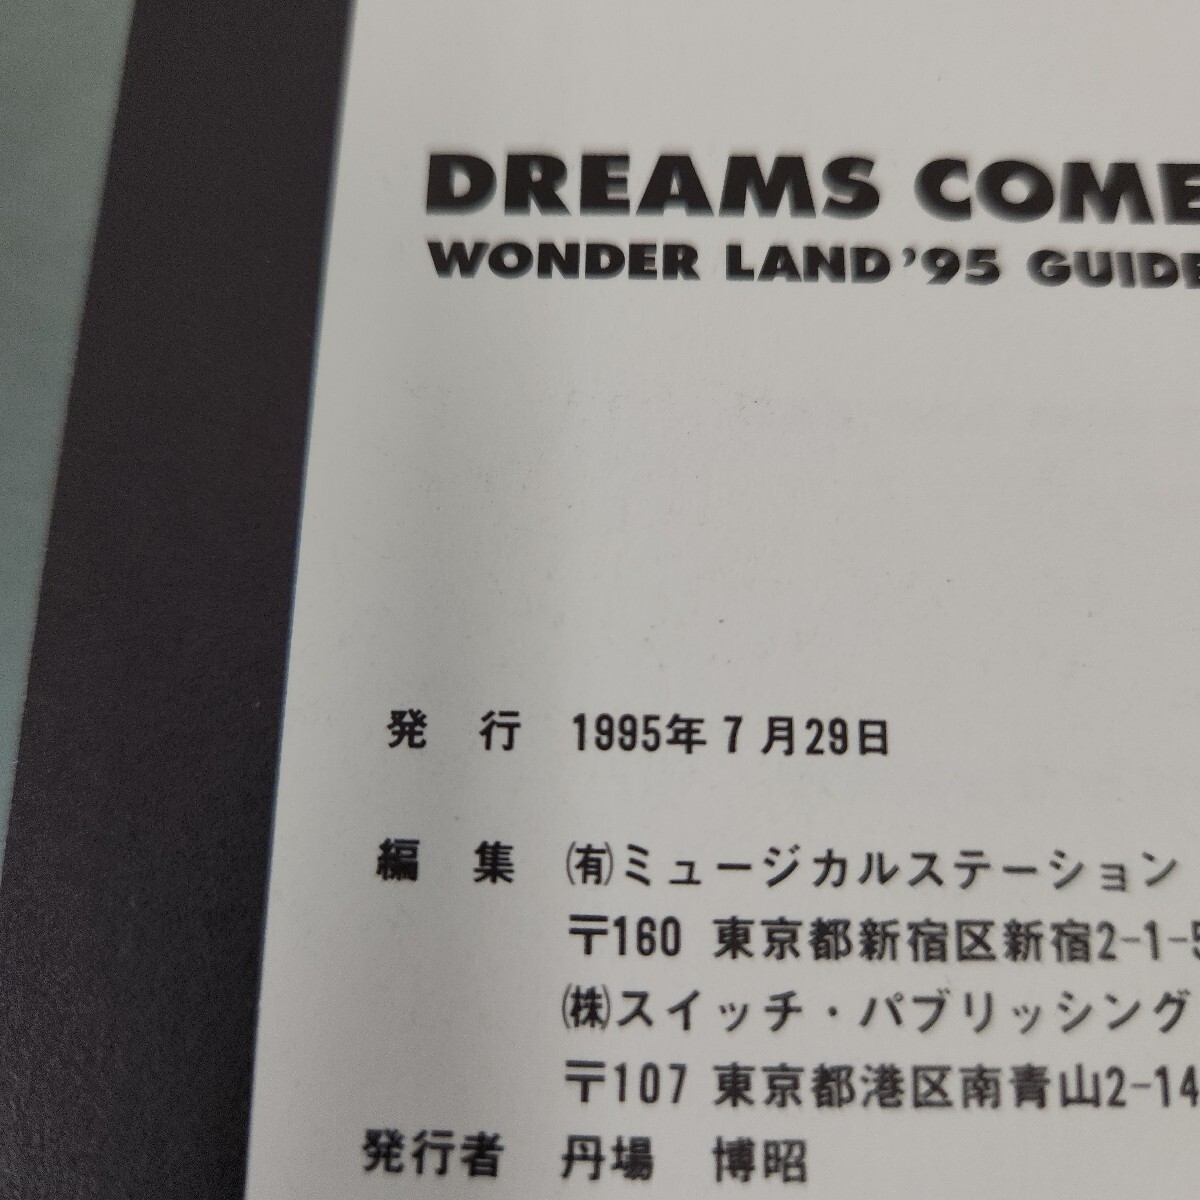 DREAMS COME
WONDER LAND '95 GUIDE
発 行 1995年7月29日
編 集 ㈲ミュージカルステーション
〒160 東京都新宿区新宿2-1-5
㈱スイッチ・パブリッシング
〒107 東京都港区南青山2-14
発行者 丹場 博昭